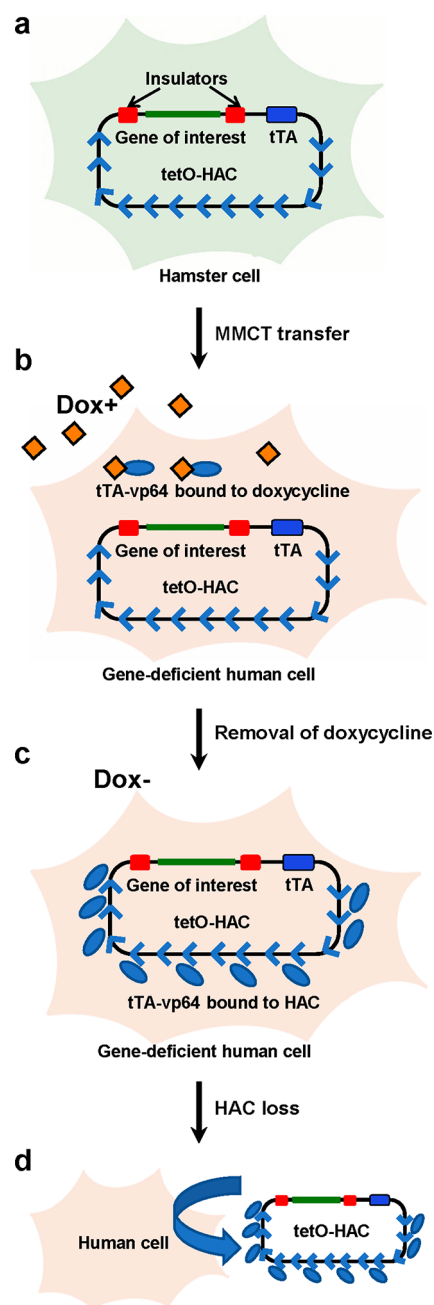 a
Insulators
Gene of interest
tTA
tetO-HAC
Hamster cell
MMCT transfer
b
Dox+
tTA-vp64 bound to doxycycline
Gene of interest
tTA
tetO-HAC
Gene-deficient human cell
Removal of doxycycline
c
Dox-
Gene of interest
tTA
tetO-HAC
tTA-vp64 bound to HAC
Gene-deficient human cell
HAC loss
d
Human cell
tetO-HAC